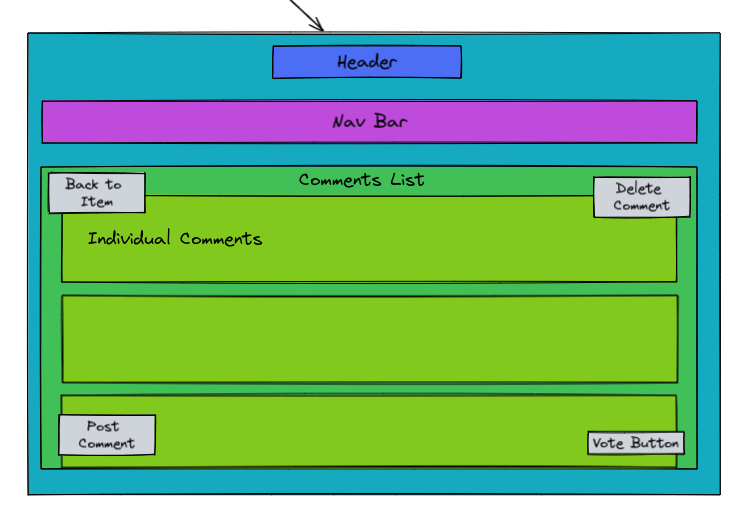 Header
Nav Bar
Comments List
Back to
Item
Delete
Comment
Individual Comments
Post
Comment
Vote Button